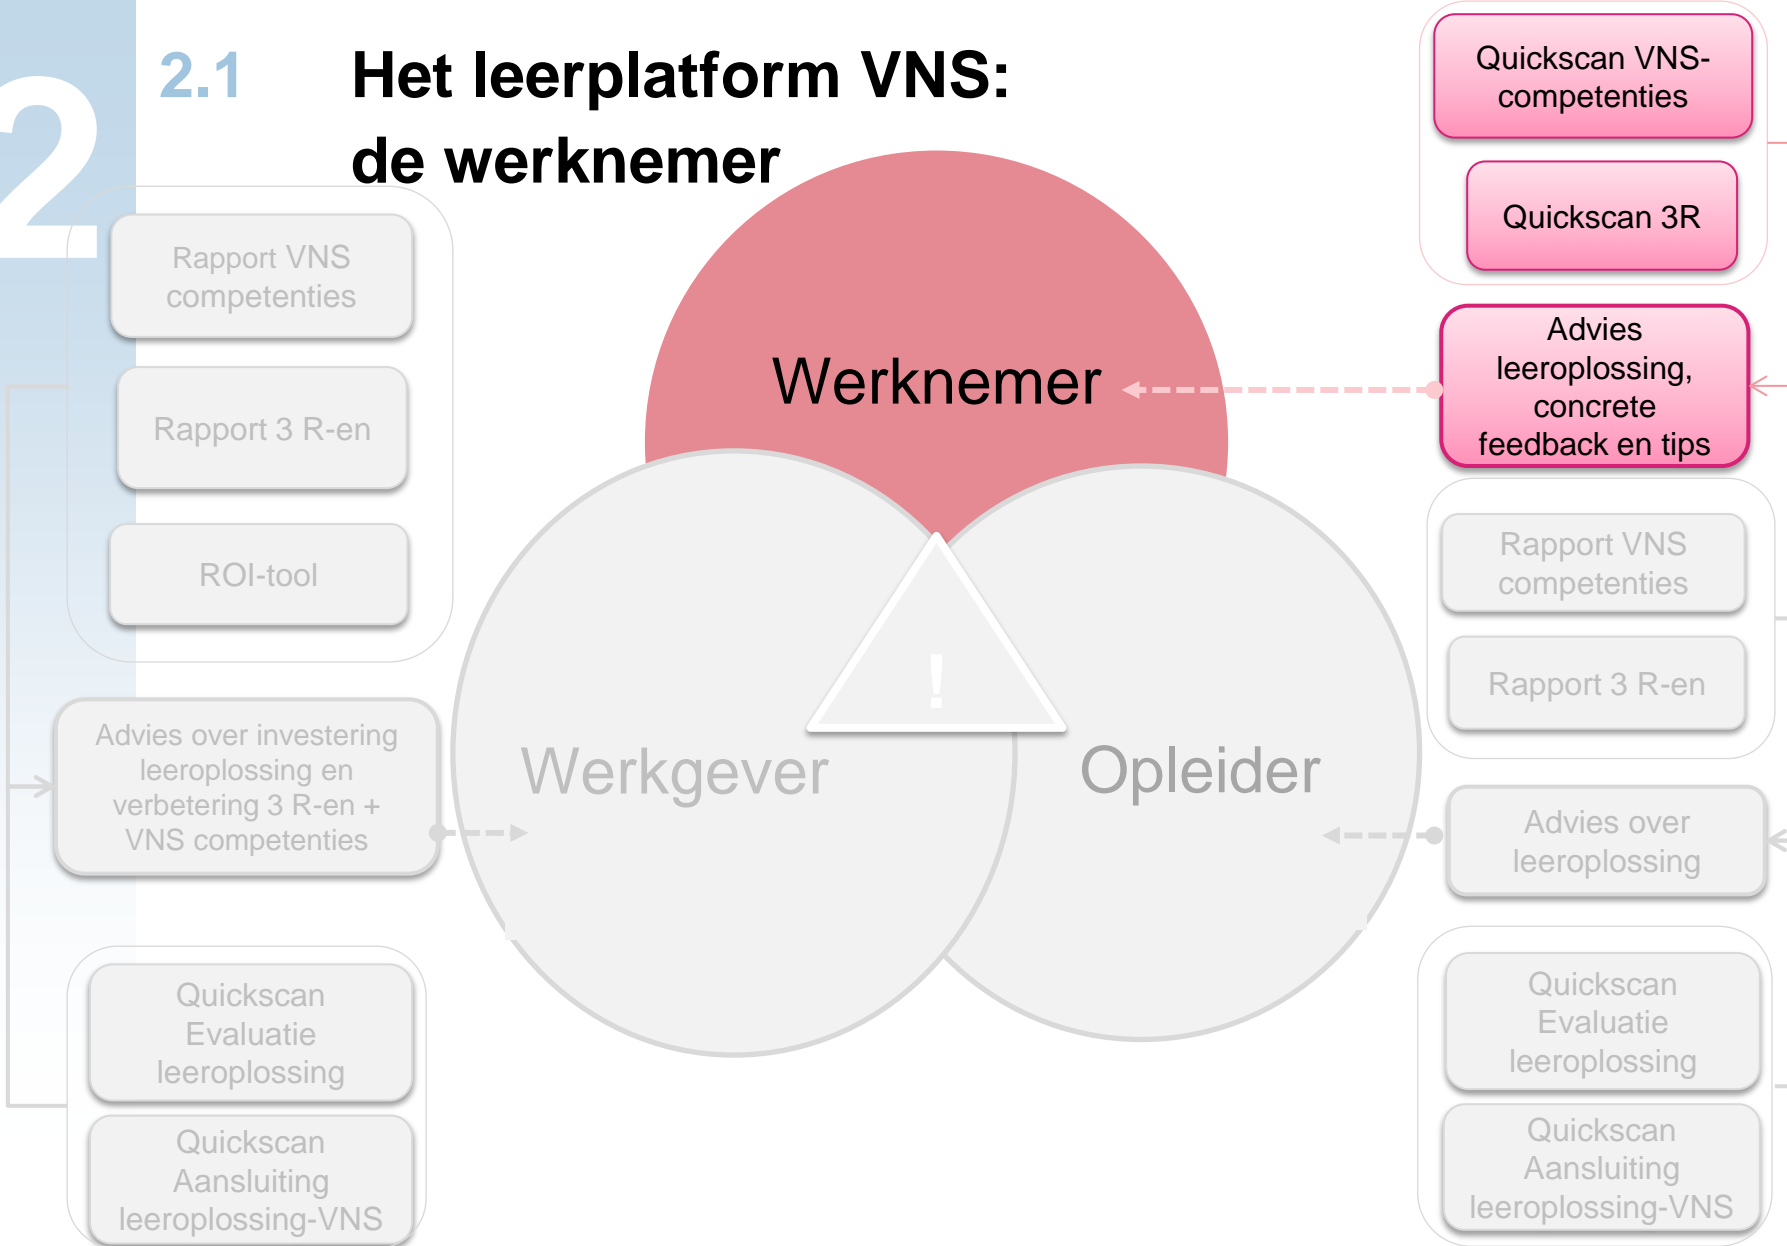 2
2.1 Het leerplatform VNS:
de werknemer
Quickscan VNS-
competenties
Quickscan 3R
Advies
leeroplossing,
concrete
feedback en tips
Rapport VNS
competenties
Rapport 3 R-en
ROI-tool
Advies over investering
leeroplossing en
verbetering 3 R-en +
VNS competenties
Quickscan
Evaluatie
leeroplossing
Quickscan
Aansluiting
leeroplossing-VNS
Werknemer
!
Werkgever
Opleider
Rapport VNS
competenties
Rapport 3 R-en
Advies over
leeroplossing
Quickscan
Evaluatie
leeroplossing
Quickscan
Aansluiting
leeroplossing-VNS